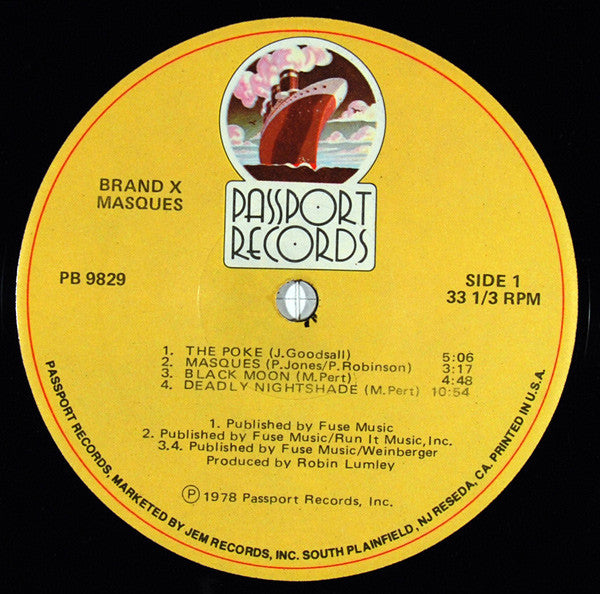 PASSPORT
RECORDS
BRAND X
MASQUES
PB 9829
SIDE 1
33 1/3 RPM
1. THE POKE (J.Goodsall) 5:06
2. MASQUES (P.Jones/P.Robinson) 3:17
3. BLACK MOON (M.Pert) 4:48
4. DEADLY NIGHTSHADE (M.Pert) 10:54
1. Published by Fuse Music
2. Published by Fuse Music/Run It Music, Inc.
3.4. Published by Fuse Music/Weinberger
Produced by Robin Lumley
Ⓟ 1978 Passport Records, Inc.
PASSPORT RECORDS, MARKETED BY JEM RECORDS, INC. SOUTH PLAINFIELD, NJ RESEDA, CA. PRINTED IN U.S.A.